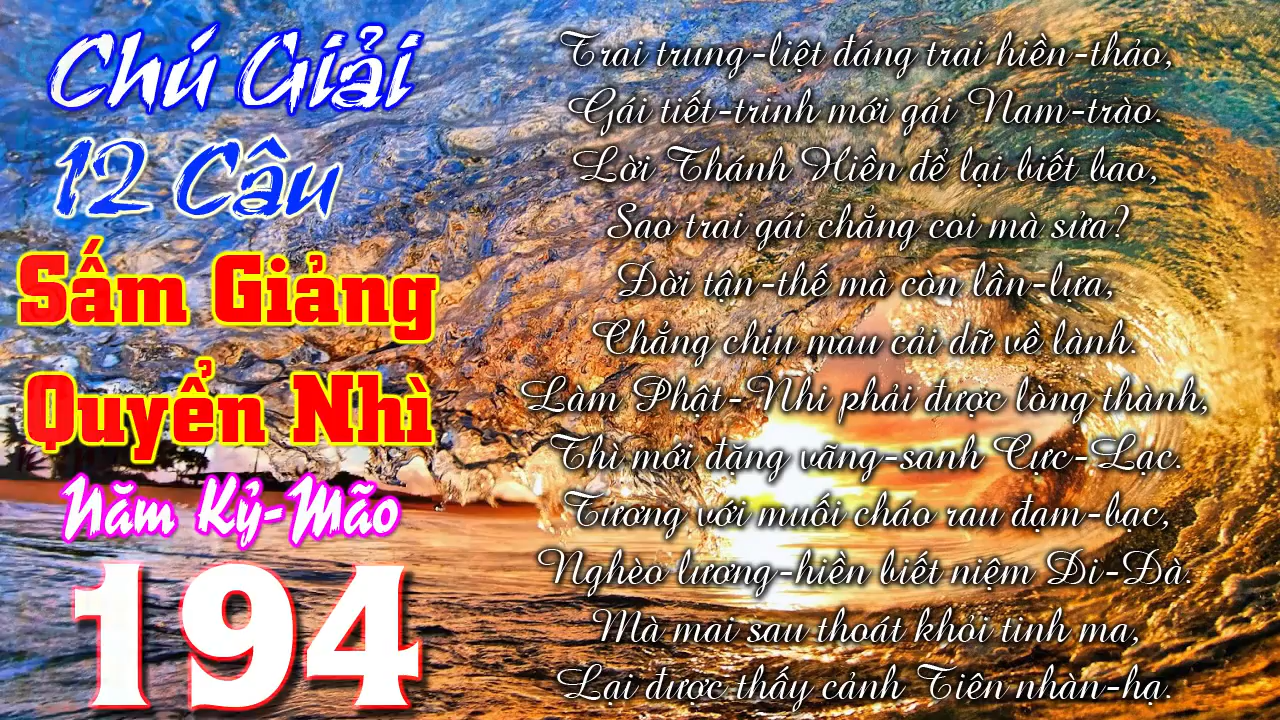 Chú Giải
12 Câu
Sấm Giảng
Quyển Nhì
Năm Kỷ-Mão
194
Trai trung-liệt đáng trai hiền-thảo,
Gái tiết-trinh mới gái Nam-trào.
Lời Thánh Hiền để lại biết bao,
Sao trai gái chẳng coi mà sửa?
Đời tận-thế mà còn lần-lựa,
Chẳng chịu mau cải dữ về lành.
Làm Phật-Nhi phải được lòng thành,
Thì mới đặng vãng-sanh Cực-Lạc.
Tương với muối cháo rau đạm-bạc,
Nghèo lương-hiền biết niệm Di-Đà.
Mà mai sau thoát khỏi tinh ma,
Lại được thấy cảnh Tiên nhàn-hạ.